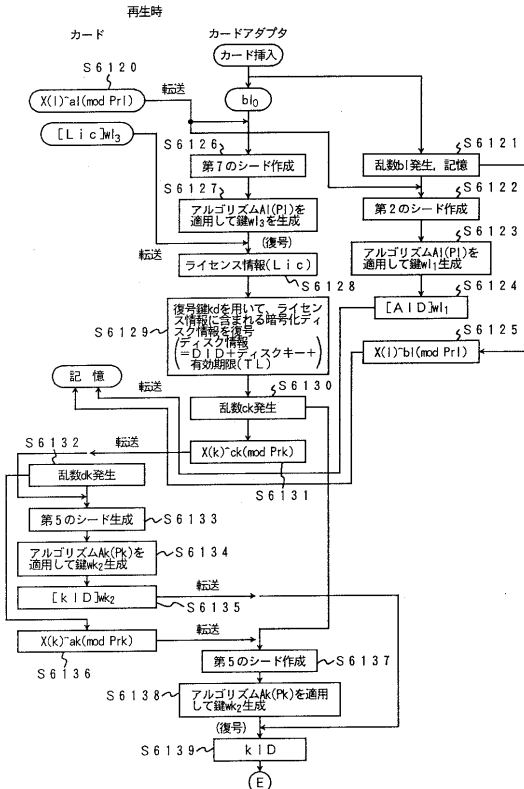 再生時
カード
カードアダプタ
カード挿入
S6120
X(l)^al(mod Prl)
転送
bl₀
[Lic]wl₃
S6126
第7のシード作成
S6121
乱数bl発生，記憶
S6122
第2のシード作成
S6127
アルゴリズムAl(Pl)を
適用して鍵wl₃を生成
S6123
アルゴリズムAl(Pl)を
適用して鍵wl₁生成
転送
(復号)
ライセンス情報(Lic)
S6128
S6124
[AID]wl₁
S6129
復号鍵kdを用いて，ライセン
ス情報に含まれる暗号化ディ
スク情報を復号
(ディスク情報
=DID+ディスクキー+
有効期限(TL))
S6125
X(l)^bl(mod Prl)
記憶
転送
S6130
乱数ck発生
S6132
転送
X(k)^ck(mod Prk)
S6131
乱数dk発生
第5のシード生成
S6133
アルゴリズムAk(Pk)を
適用して鍵wk₂生成
S6134
[kID]wk₂
転送
S6135
X(k)^ak(mod Prk)
転送
S6136
第5のシード作成
S6137
S6138
アルゴリズムAk(Pk)を適用
して鍵wk₂生成
(復号)
S6139
kID
E